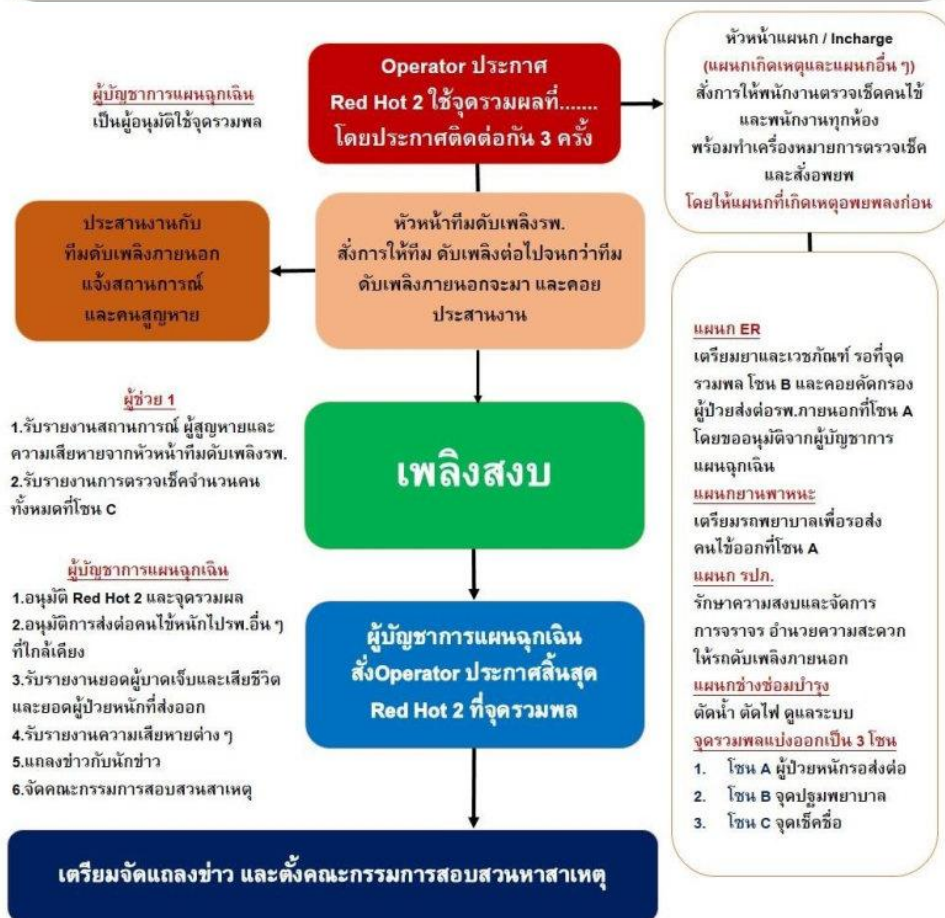 ผู้บัญชาการแผนฉุกเฉิน
เป็นผู้อนุมัติใช้จุดรวมพล
Operator ประกาศ
Red Hot 2 ใช้จุดรวมผลที่.......
โดยประกาศติดต่อกัน 3 ครั้ง
หัวหน้าแผนก / Incharge
(แผนกเกิดเหตุและแผนกอื่น ๆ)
สั่งการให้พนักงานตรวจเช็คคนไข้
และพนักงานทุกห้อง
พร้อมทำเครื่องหมายการตรวจเช็ค
และสั่งอพยพ
โดยให้แผนกที่เกิดเหตุอพยพลงก่อน
ประสานงานกับ
ทีมดับเพลิงภายนอก
แจ้งสถานการณ์
และคนสูญหาย
หัวหน้าทีมดับเพลิงรพ.
สั่งการให้ทีม ดับเพลิงต่อไปจนกว่าทีม
ดับเพลิงภายนอกจะมา และคอย
ประสานงาน
ผู้ช่วย 1
1.รับรายงานสถานการณ์ ผู้สูญหายและ
ความเสียหายจากหัวหน้าทีมดับเพลิงรพ.
2.รับรายงานการตรวจเช็คจำนวนคน
ทั้งหมดที่โซน C
เพลิงสงบ
ผู้บัญชาการแผนฉุกเฉิน
1.อนุมัติ Red Hot 2 และจุดรวมผล
2.อนุมัติการส่งต่อคนไข้หนักไปรพ.อื่น ๆ
ที่ใกล้เคียง
3.รับรายงานยอดผู้บาดเจ็บและเสียชีวิต
และยอดผู้ป่วยหนักที่ส่งออก
4.รับรายงานความเสียหายต่าง ๆ
5.แถลงข่าวกับนักข่าว
6.จัดคณะกรรมการสอบสวนสาเหตุ
ผู้บัญชาการแผนฉุกเฉิน
สั่งOperator ประกาศสิ้นสุด
Red Hot 2 ที่จุดรวมพล
แผนก ER
เตรียมยาและเวชภัณฑ์ รอที่จุด
รวมพล โซน B และคอยคัดกรอง
ผู้ป่วยส่งต่อรพ.ภายนอกที่โซน A
โดยขออนุมัติจากผู้บัญชาการ
แผนฉุกเฉิน
แผนกยานพาหนะ
เตรียมรถพยาบาลเพื่อรอส่ง
คนไข้ออกที่โซน A
แผนก รปภ.
รักษาความสงบและจัดการ
การจราจร อำนวยความสะดวก
ให้รถดับเพลิงภายนอก
แผนกช่างซ่อมบำรุง
ตัดน้ำ ตัดไฟ ดูแลระบบ
จุดรวมพลแบ่งออกเป็น 3 โซน
1. โซน A ผู้ป่วยหนักรอส่งต่อ
2. โซน B จุดปฐมพยาบาล
3. โซน C จุดเช็คชื่อ
เตรียมจัดแถลงข่าว และตั้งคณะกรรมการสอบสวนหาสาเหตุ